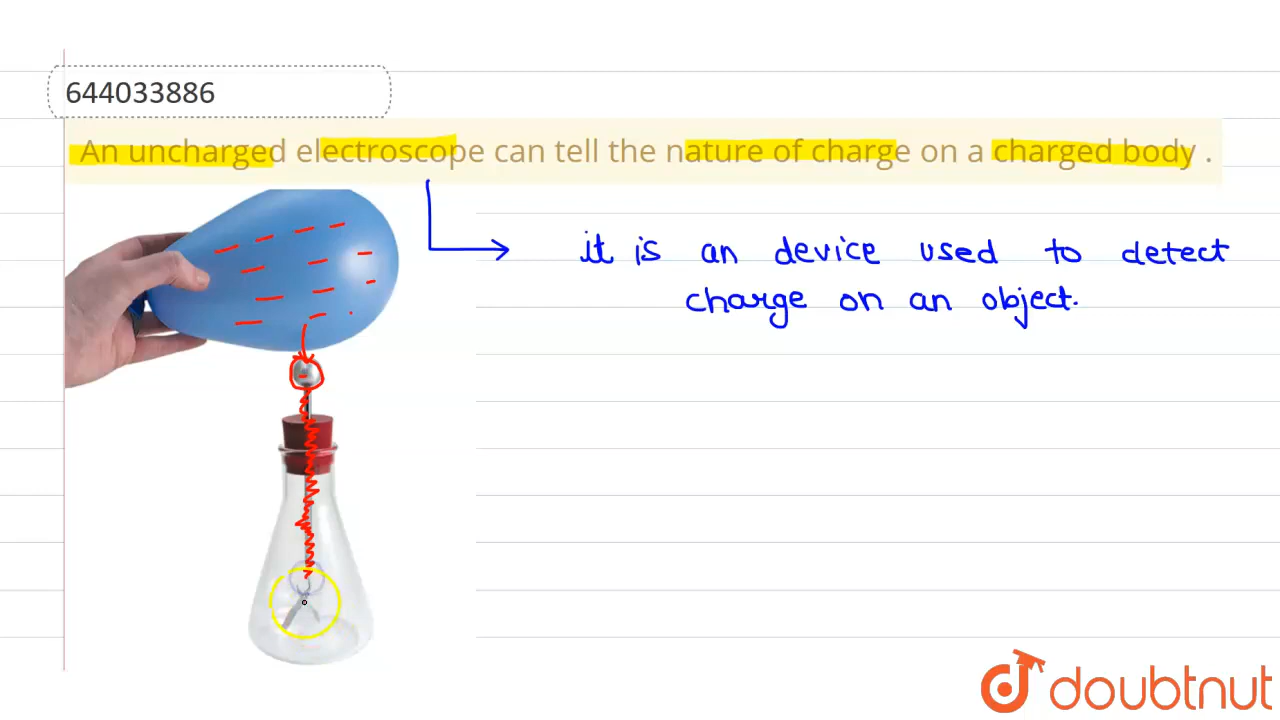 644033886
An uncharged electroscope can tell the nature of charge on a charged body .
it is an device used to detect
charge on an object.
doubtnut